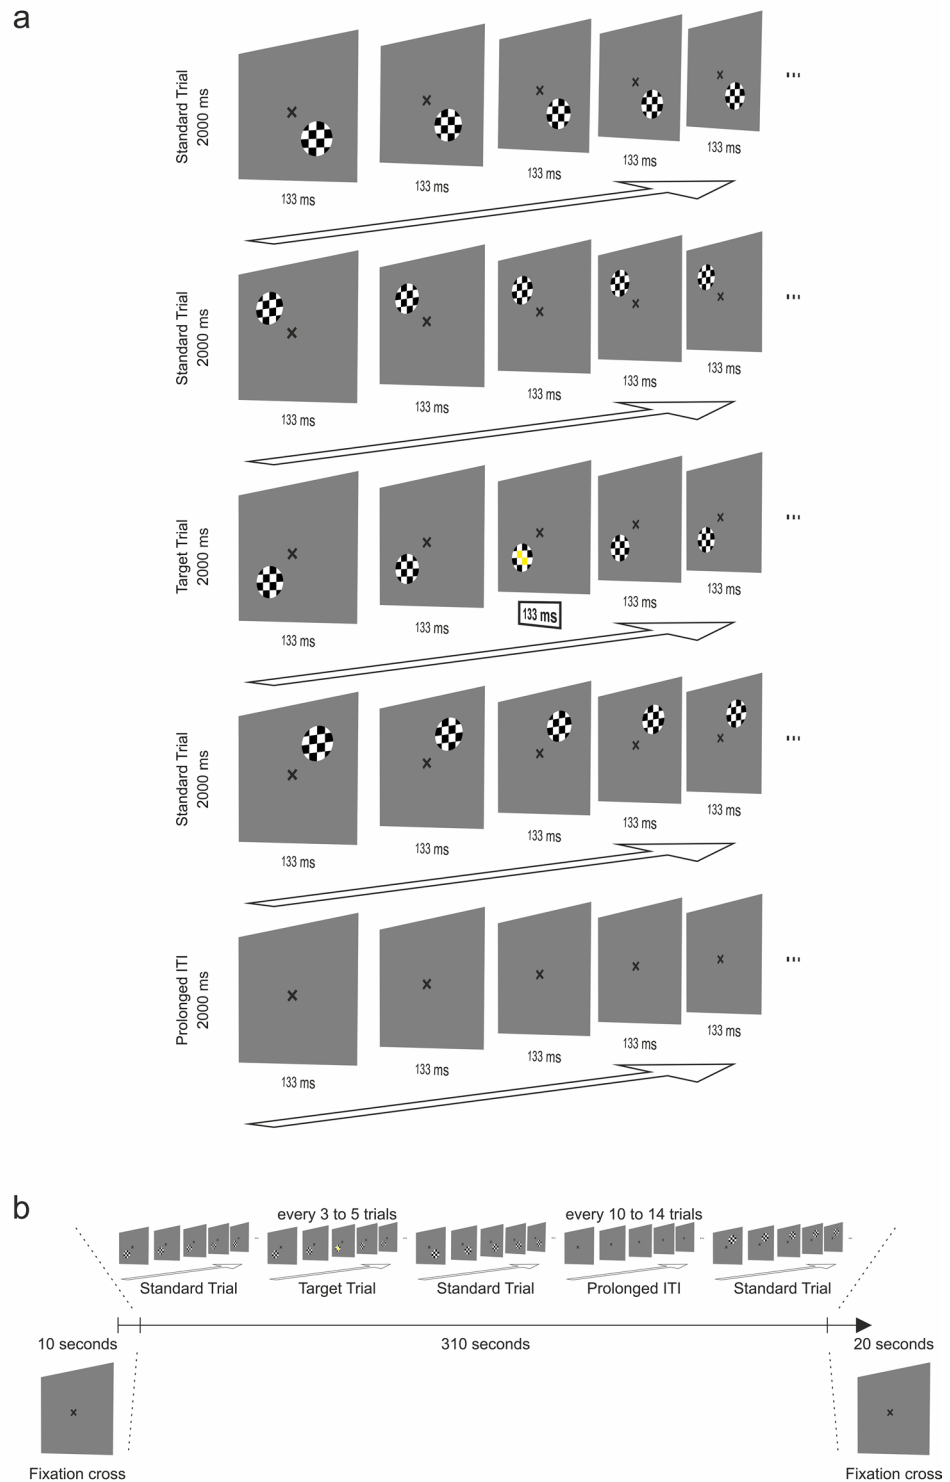 a
Standard Trial
2000 ms
...
133 ms
133 ms
133 ms
133 ms
133 ms
Standard Trial
2000 ms
...
133 ms
133 ms
133 ms
133 ms
133 ms
Target Trial
2000 ms
...
133 ms
133 ms
133 ms
133 ms
133 ms
Standard Trial
2000 ms
...
133 ms
133 ms
133 ms
133 ms
133 ms
Prolonged ITI
2000 ms
...
133 ms
133 ms
133 ms
133 ms
133 ms
b
every 3 to 5 trials
every 10 to 14 trials
Standard Trial
Target Trial
Standard Trial
Prolonged ITI
Standard Trial
10 seconds
310 seconds
20 seconds
Fixation cross
Fixation cross